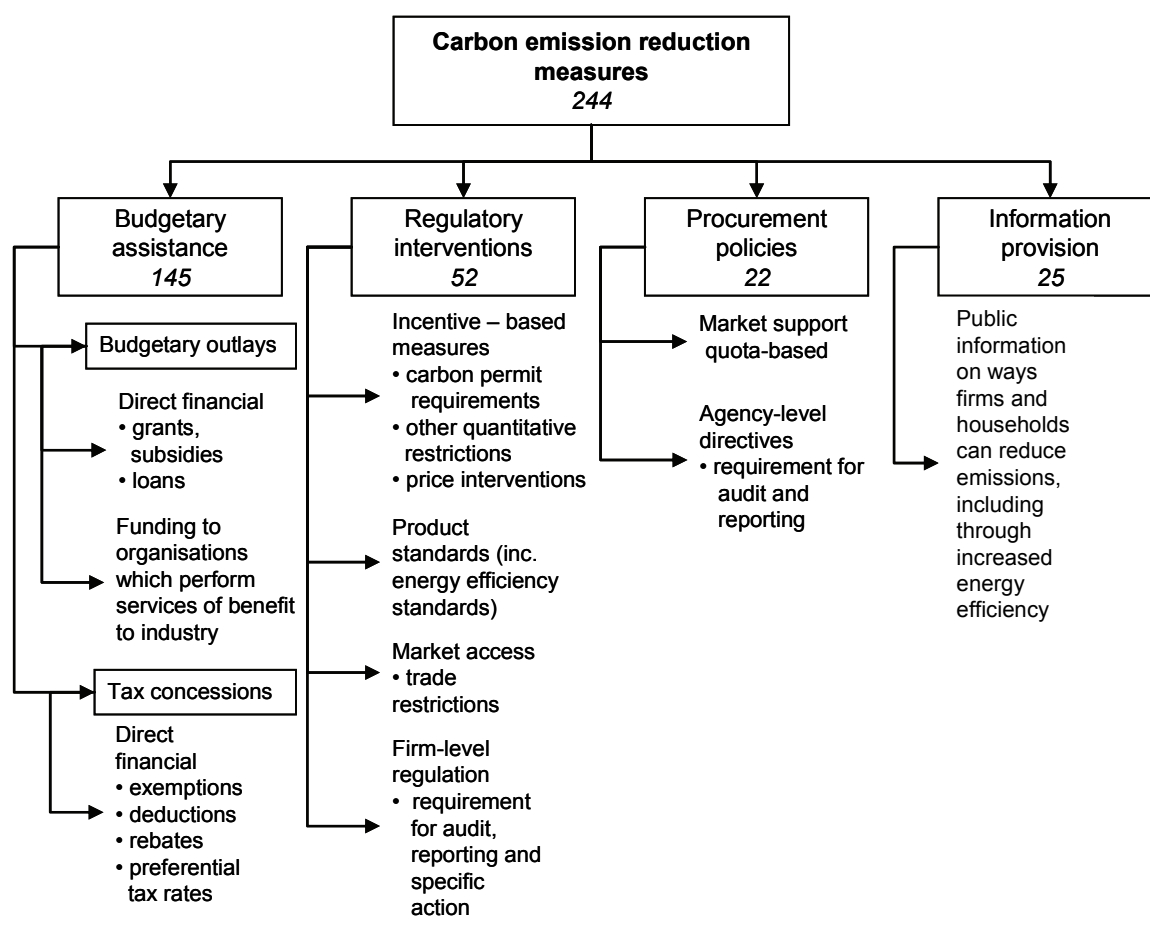 Carbon emission reduction
measures
244
Budgetary
assistance
145
Budgetary outlays
Direct financial
• grants,
subsidies
• loans
Funding to
organisations
which perform
services of benefit
to industry
Tax concessions
Direct
financial
• exemptions
• deductions
• rebates
• preferential
tax rates
Regulatory
interventions
52
Incentive – based
measures
• carbon permit
requirements
• other quantitative
restrictions
• price interventions
Product
standards (inc.
energy efficiency
standards)
Market access
• trade
restrictions
Firm-level
regulation
• requirement
for audit,
reporting and
specific
action
Procurement
policies
22
Market support
quota-based
Agency-level
directives
• requirement for
audit and
reporting
Information
provision
25
Public
information
on ways
firms and
households
can reduce
emissions,
including
through
increased
energy
efficiency